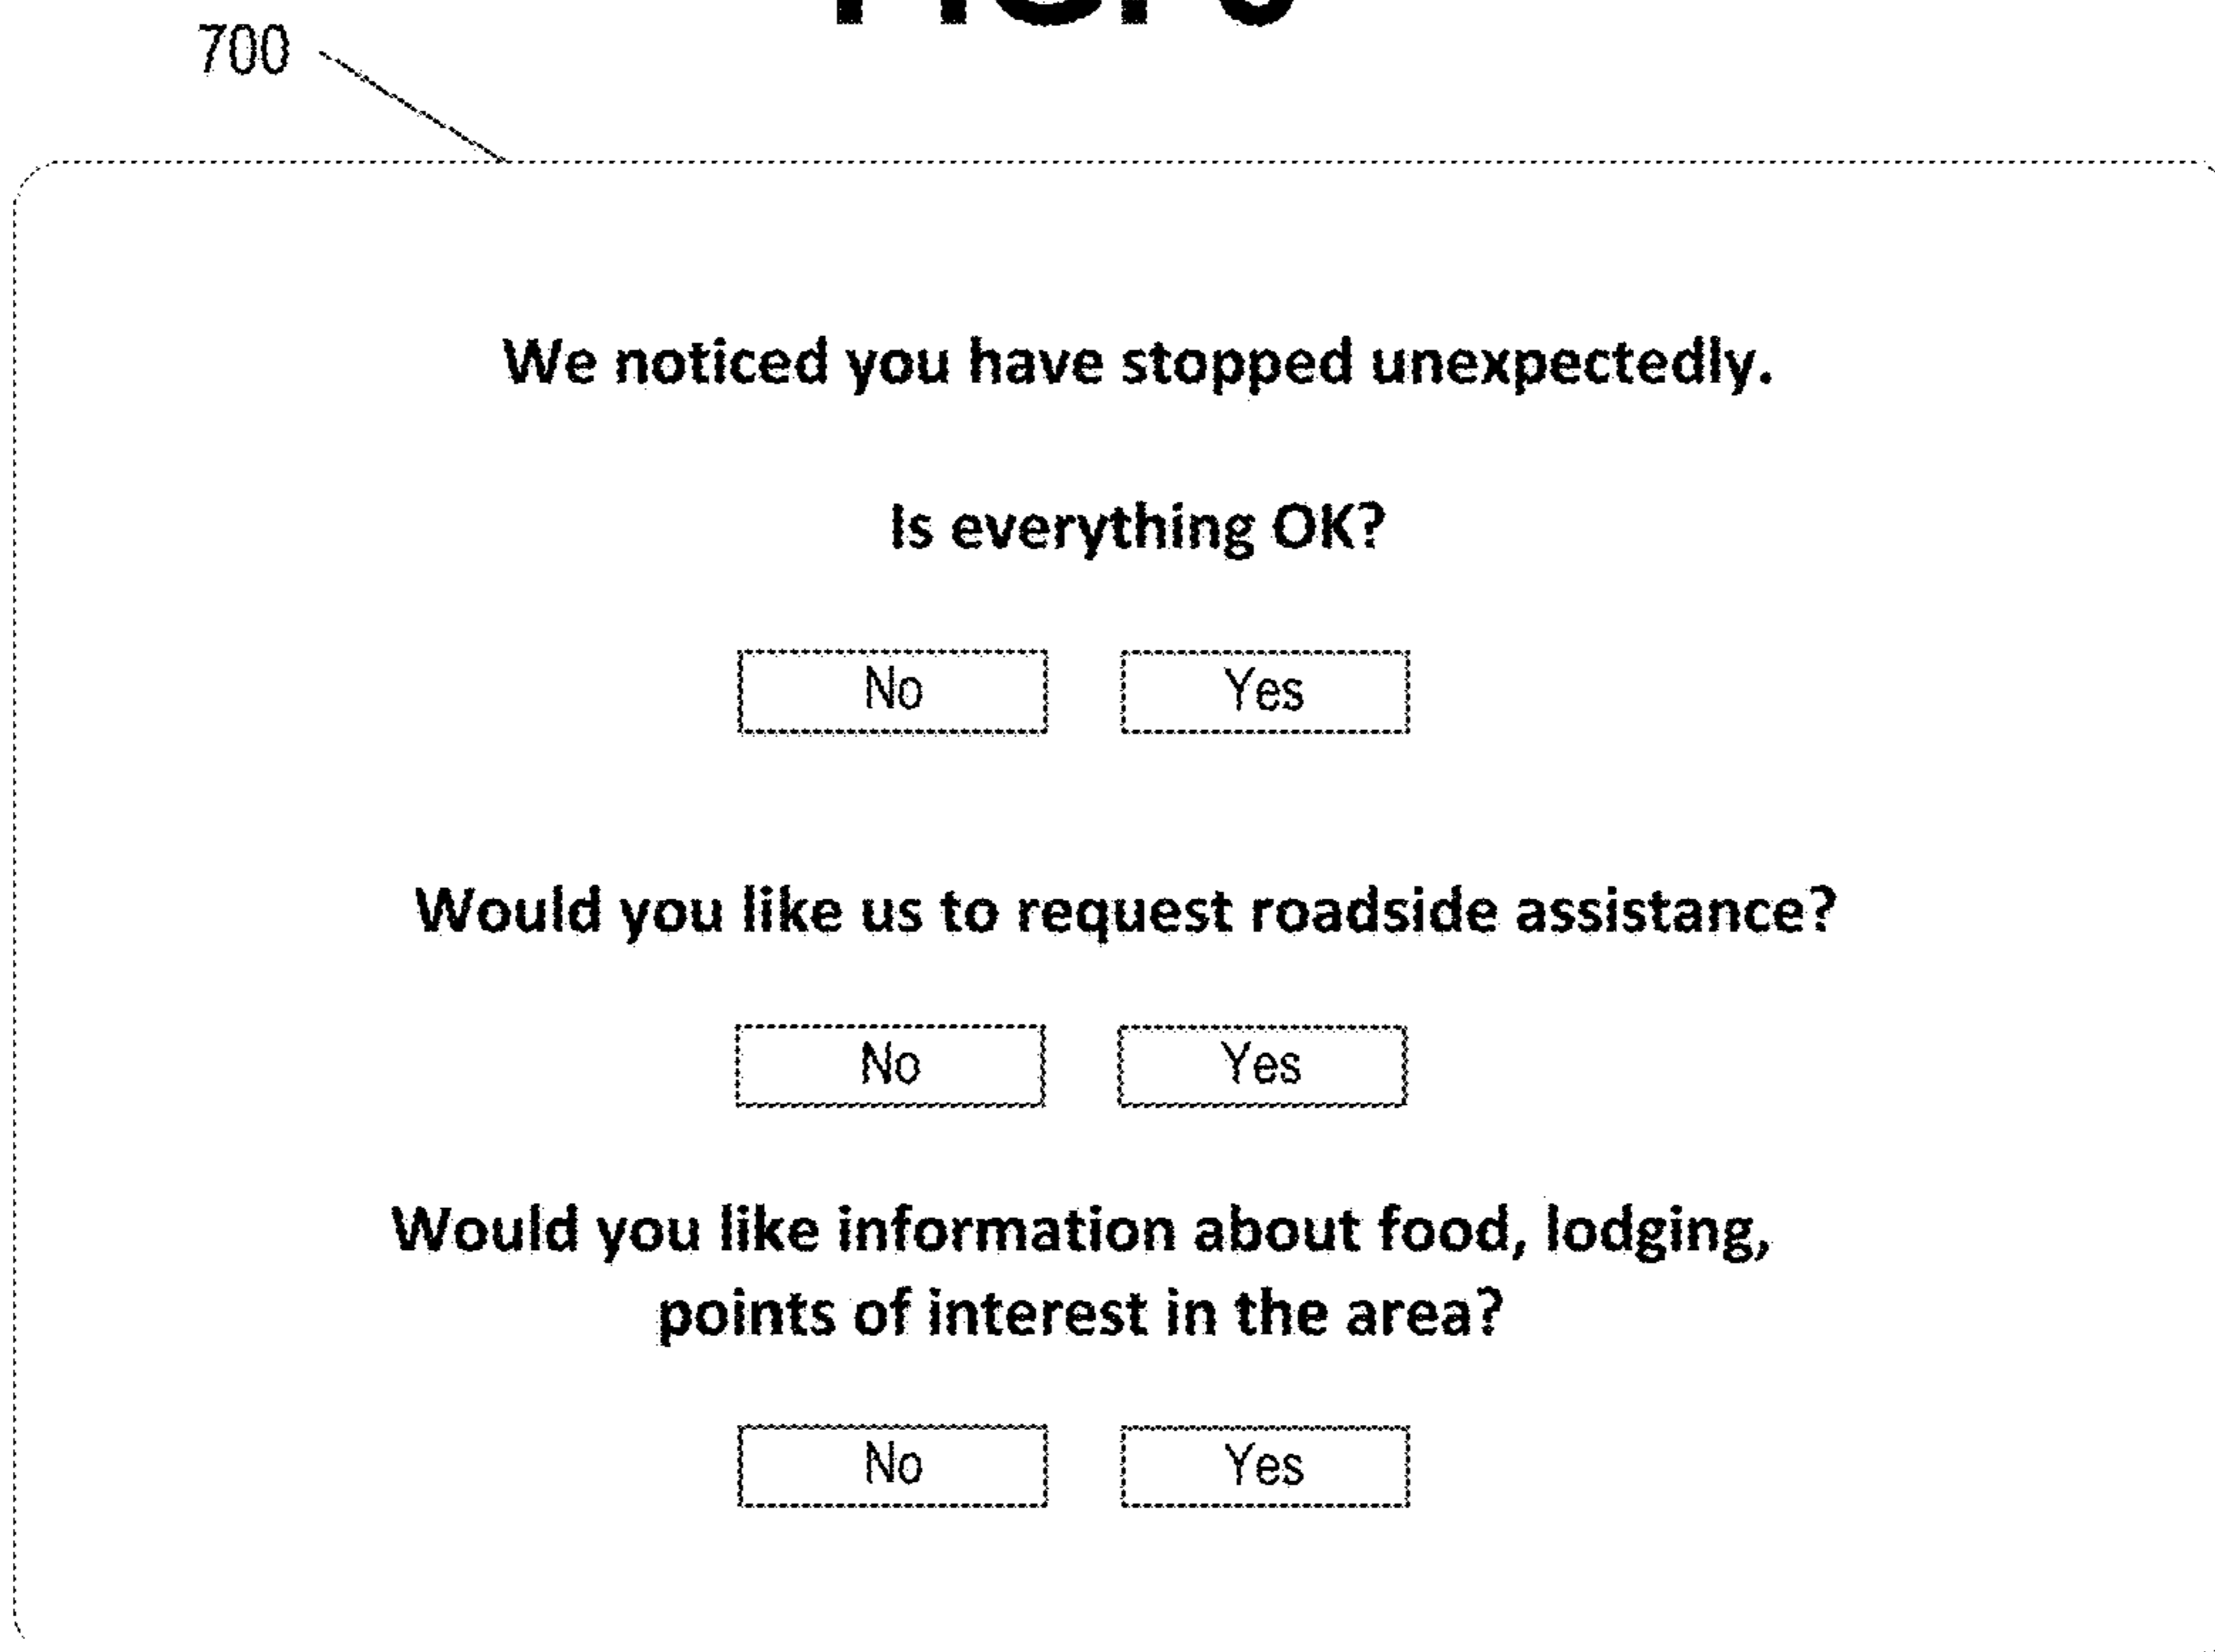 700
We noticed you have stopped unexpectedly.
Is everything OK?
No Yes
Would you like us to request roadside assistance?
No Yes
Would you like information about food, lodging,
points of interest in the area?
No Yes